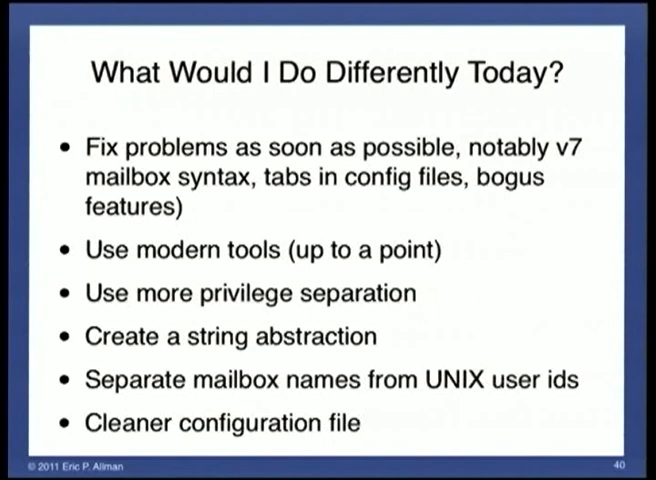 What Would I Do Differently Today?
• Fix problems as soon as possible, notably v7
mailbox syntax, tabs in config files, bogus
features)
• Use modern tools (up to a point)
• Use more privilege separation
• Create a string abstraction
• Separate mailbox names from UNIX user ids
• Cleaner configuration file
© 2011 Eric P. Allman
40